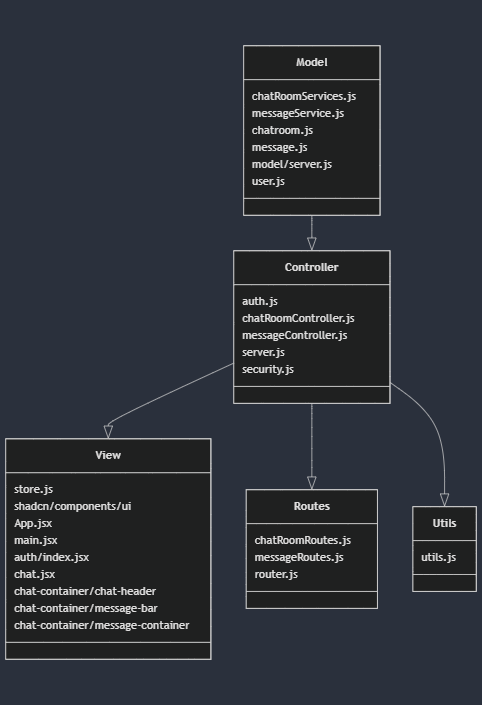 Model
chatRoomServices.js
messageService.js
chatroom.js
message.js
model/server.js
user.js
Controller
auth.js
chatRoomController.js
messageController.js
server.js
security.js
View
store.js
shadcn/components/ui
App.jsx
main.jsx
auth/index.jsx
chat.jsx
chat-container/chat-header
chat-container/message-bar
chat-container/message-container
Routes
chatRoomRoutes.js
messageRoutes.js
router.js
Utils
utils.js